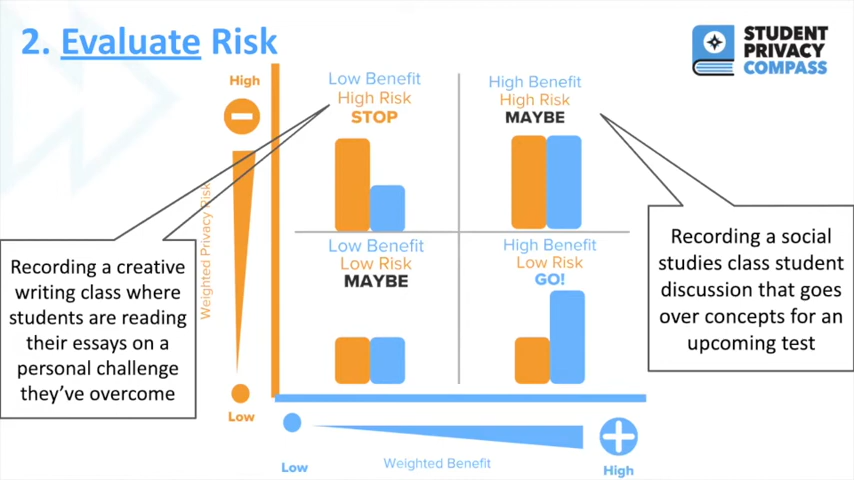 2. Evaluate Risk
STUDENT
PRIVACY
COMPASS
High
Weighted Privacy Risk
Low
Low Benefit
High Risk
STOP
High Benefit
High Risk
MAYBE
Low Benefit
Low Risk
MAYBE
High Benefit
Low Risk
GO!
Recording a creative
writing class where
students are reading
their essays on a
personal challenge
they've overcome
Recording a social
studies class student
discussion that goes
over concepts for an
upcoming test
Low
Weighted Benefit
High